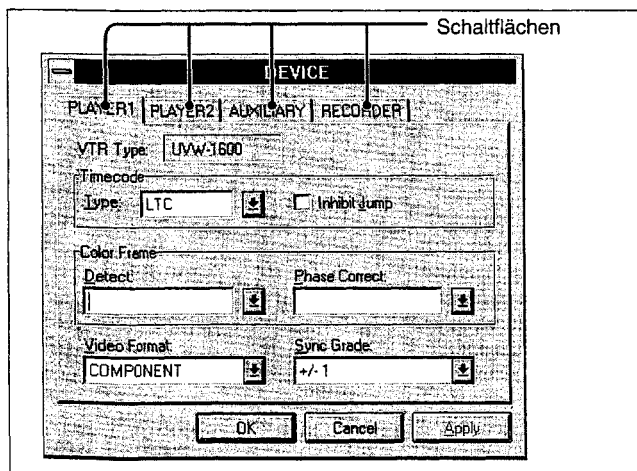 Schaltflächen
DEVICE
PLAYER1 PLAYER2 AUXILIARY RECORDER
VTR Type: UVW-1600
Timecode
Type: LTC Inhibit Jump
Color Frame
Detect: Phase Correct:
Video Format: Sync Grade:
COMPONENT +/- 1
OK Cancel Apply